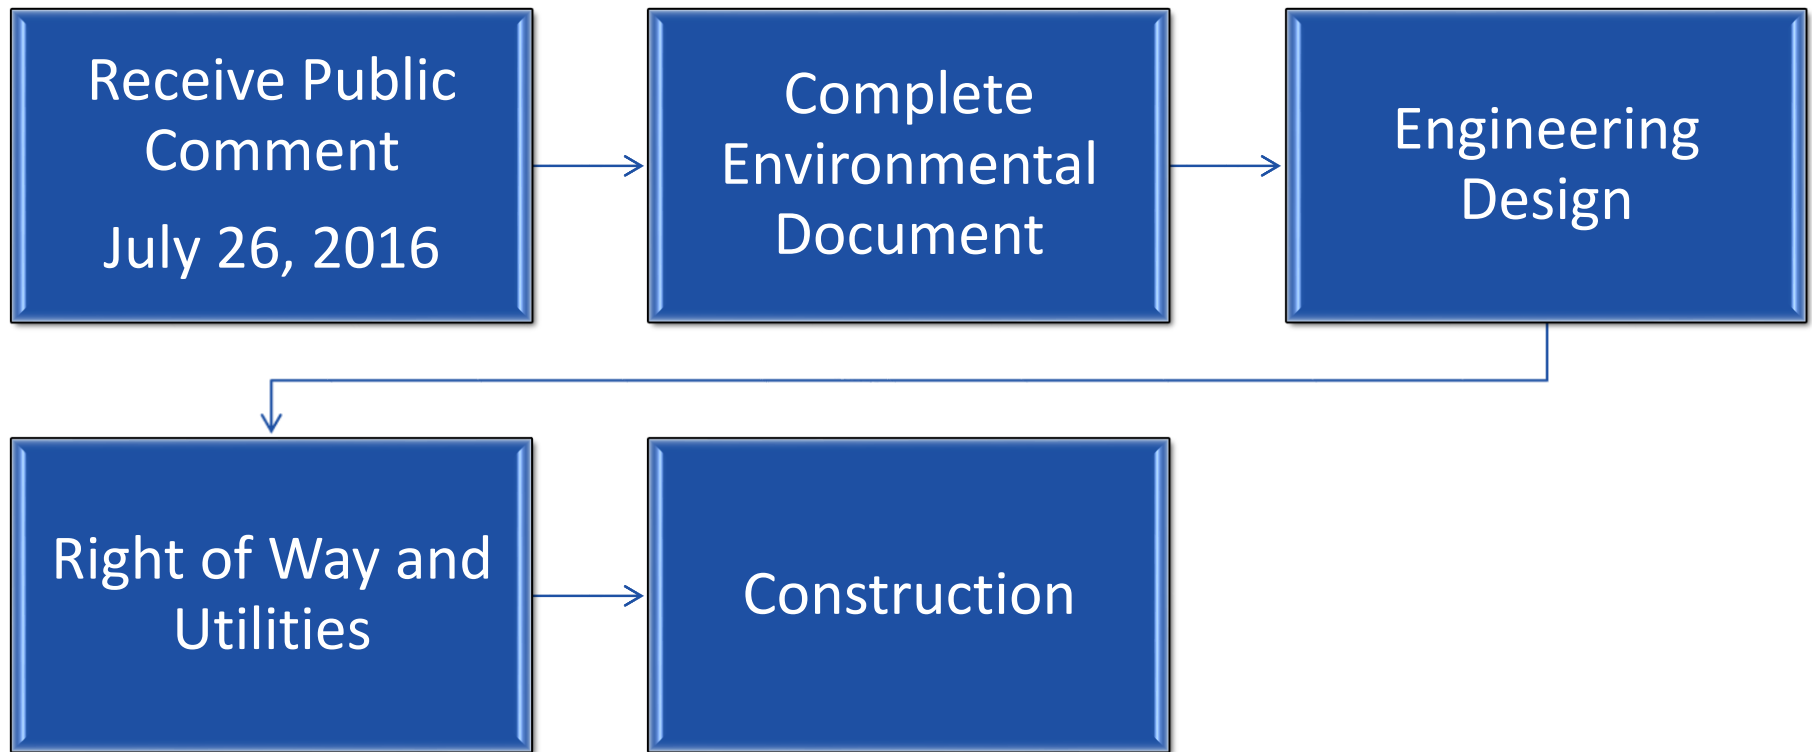 Receive Public
Comment
July 26, 2016
Complete
Environmental
Document
Engineering
Design
Right of Way and
Utilities
Construction